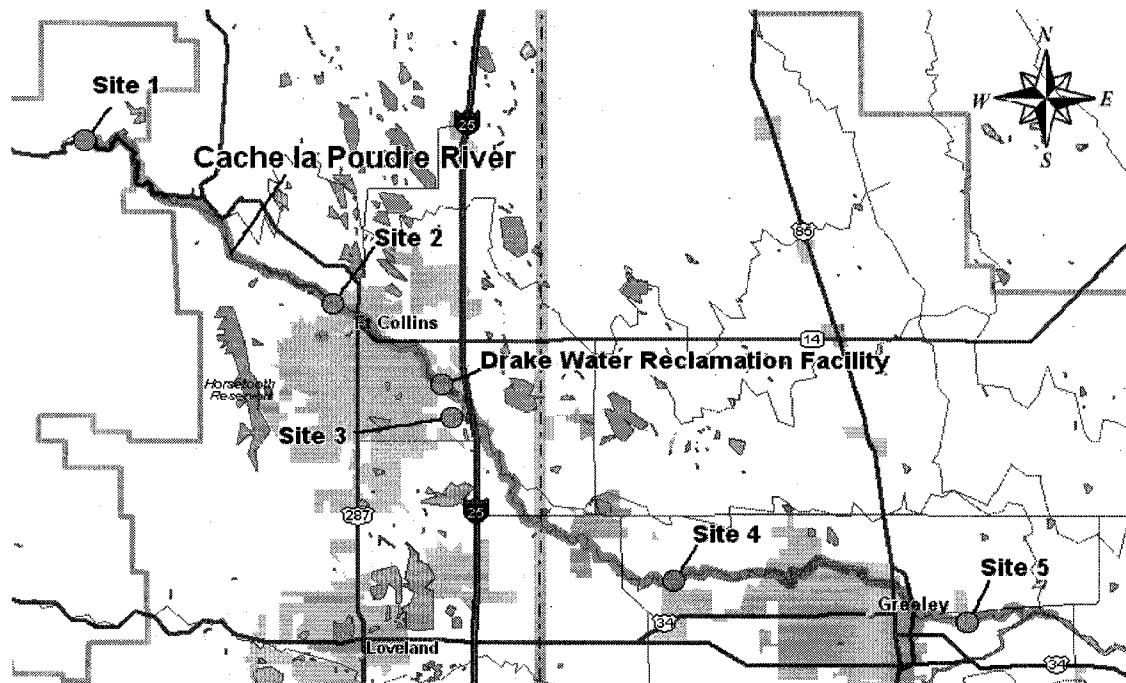 N
Site 1
W
E
25
S
Cache la Poudre River
Site 2
85
Ft Collins
14
Drake Water Reclamation Facility
Horsetooth
Reservoir
Site 3
287
25
Site 4
Site 5
Greeley
34
Loveland
34